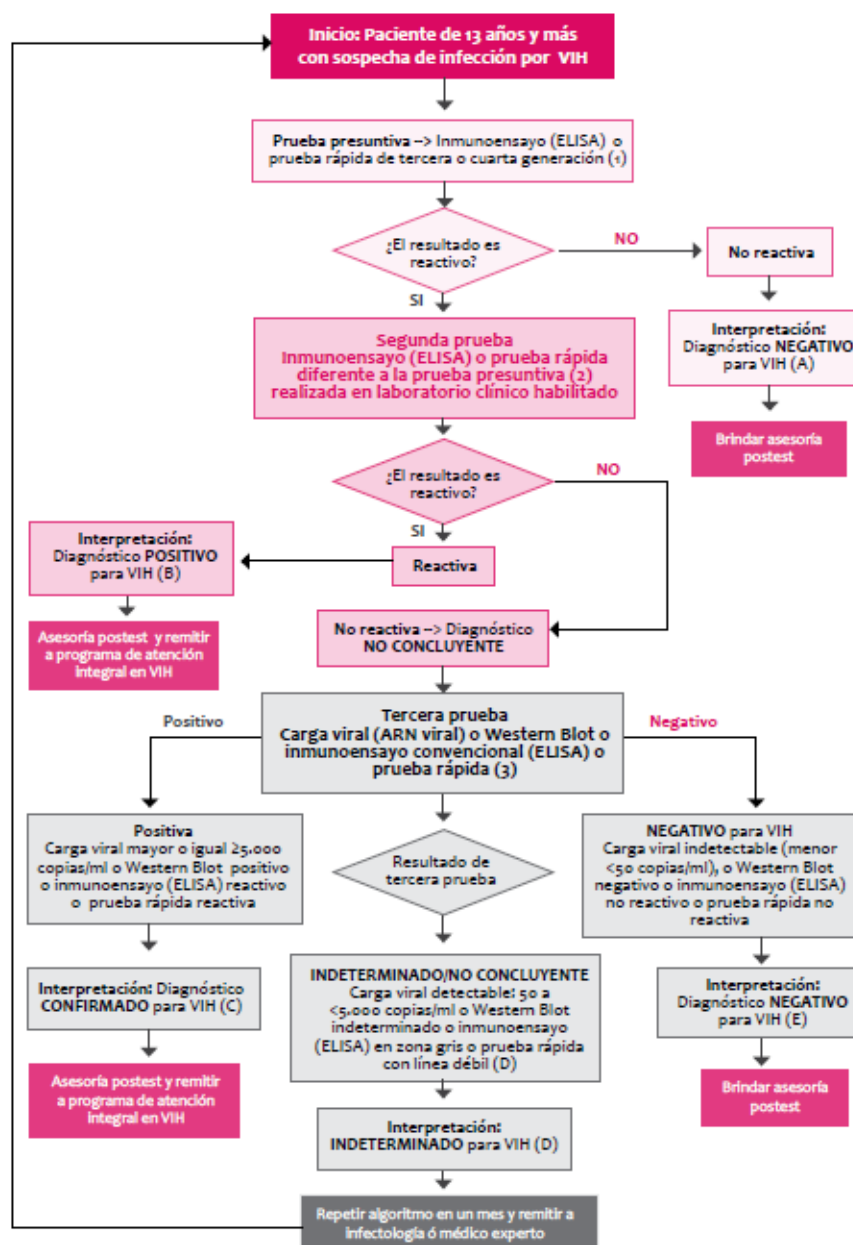 Inicio: Paciente de 13 años y más
con sospecha de infección por VIH
Prueba presuntiva --> Inmunoensayo (ELISA) o
prueba rápida de tercera o cuarta generación (1)
¿El resultado es
reactivo?
NO
No reactiva
SI
Interpretación:
Diagnóstico NEGATIVO
para VIH (A)
Brindar asesoría
postest
Segunda prueba
Inmunoensayo (ELISA) o prueba rápida
diferente a la prueba presuntiva (2)
realizada en laboratorio clínico habilitado
¿El resultado es
reactivo?
NO
SI
Reactiva
Interpretación:
Diagnóstico POSITIVO
para VIH (B)
Asesoría postest y remitir
a programa de atención
integral en VIH
No reactiva --> Diagnóstico
NO CONCLUYENTE
Positivo
Tercera prueba
Carga viral (ARN viral) o Western Blot o
inmunoensayo convencional (ELISA) o
prueba rápida (3)
Negativo
Positiva
Carga viral mayor o igual ≥5.000
copias/ml o Western Blot positivo
o inmunoensayo (ELISA) reactivo
o prueba rápida reactiva
Resultado de
tercera prueba
NEGATIVO para VIH
Carga viral indetectable (menor
<50 copias/ml), o Western Blot
negativo o inmunoensayo (ELISA)
no reactivo o prueba rápida no
reactiva
Interpretación: Diagnóstico
CONFIRMADO para VIH (C)
Asesoría postest y remitir
a programa de atención
integral en VIH
INDETERMINADO/NO CONCLUYENTE
Carga viral detectable: 50 a
<5.000 copias/ml o Western Blot
indeterminado o inmunoensayo
(ELISA) en zona gris o prueba rápida
con línea débil (D)
Interpretación:
Diagnóstico NEGATIVO
para VIH (E)
Brindar asesoría
postest
Interpretación:
INDETERMINADO para VIH (D)
Repetir algoritmo en un mes y remitir a
infectología ó médico experto